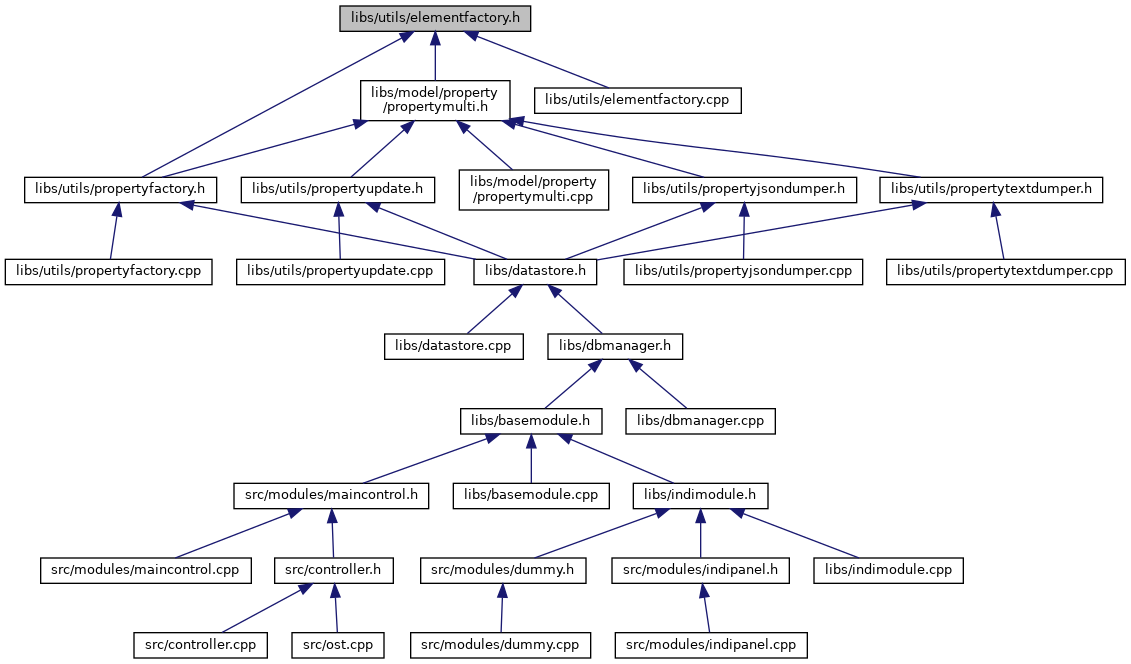 libs/utils/elementfactory.h
libs/model/property
/propertymulti.h
libs/utils/elementfactory.cpp
libs/utils/propertyfactory.h
libs/utils/propertyupdate.h
libs/model/property
/propertymulti.cpp
libs/utils/propertyjsondumper.h
libs/utils/propertytextdumper.h
libs/utils/propertyfactory.cpp
libs/utils/propertyupdate.cpp
libs/datastore.h
libs/utils/propertyjsondumper.cpp
libs/utils/propertytextdumper.cpp
libs/datastore.cpp
libs/dbmanager.h
libs/basemodule.h
libs/dbmanager.cpp
src/modules/maincontrol.h
libs/basemodule.cpp
libs/indimodule.h
src/modules/maincontrol.cpp
src/controller.h
src/modules/dummy.h
src/modules/indipanel.h
libs/indimodule.cpp
src/controller.cpp
src/ost.cpp
src/modules/dummy.cpp
src/modules/indipanel.cpp